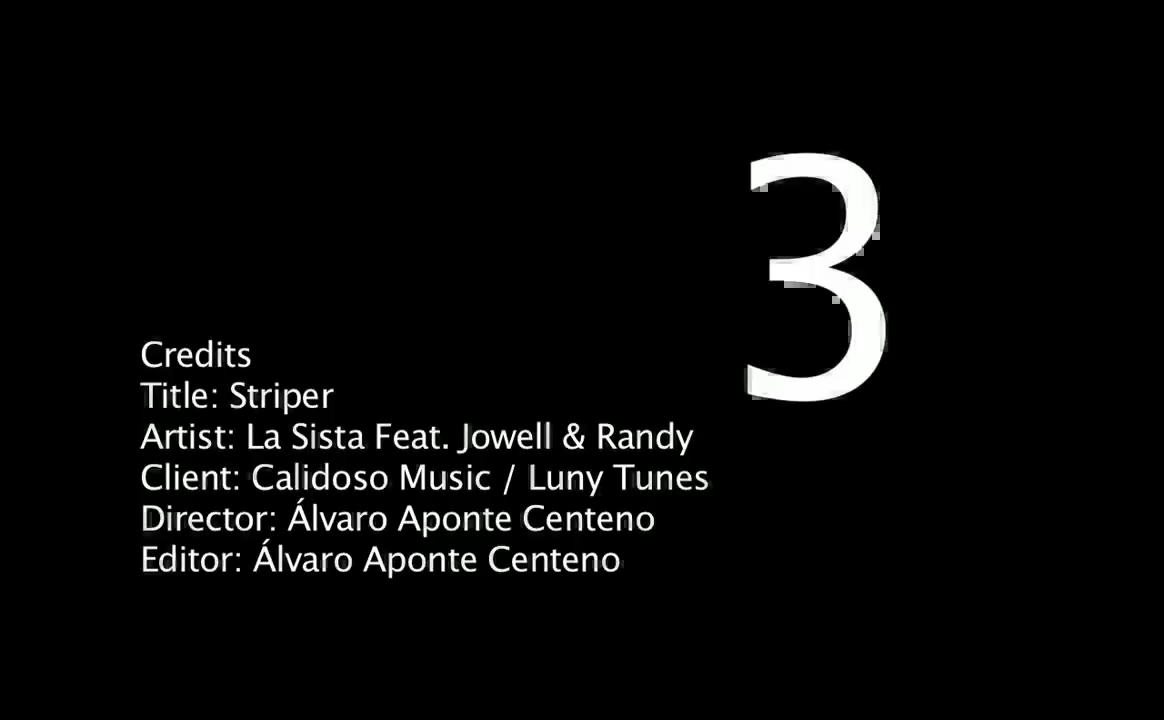 3
Credits
Title: Striper
Artist: La Sista Feat. Jowell & Randy
Client: Calidoso Music / Luny Tunes
Director: Álvaro Aponte Centeno
Editor: Álvaro Aponte Centeno